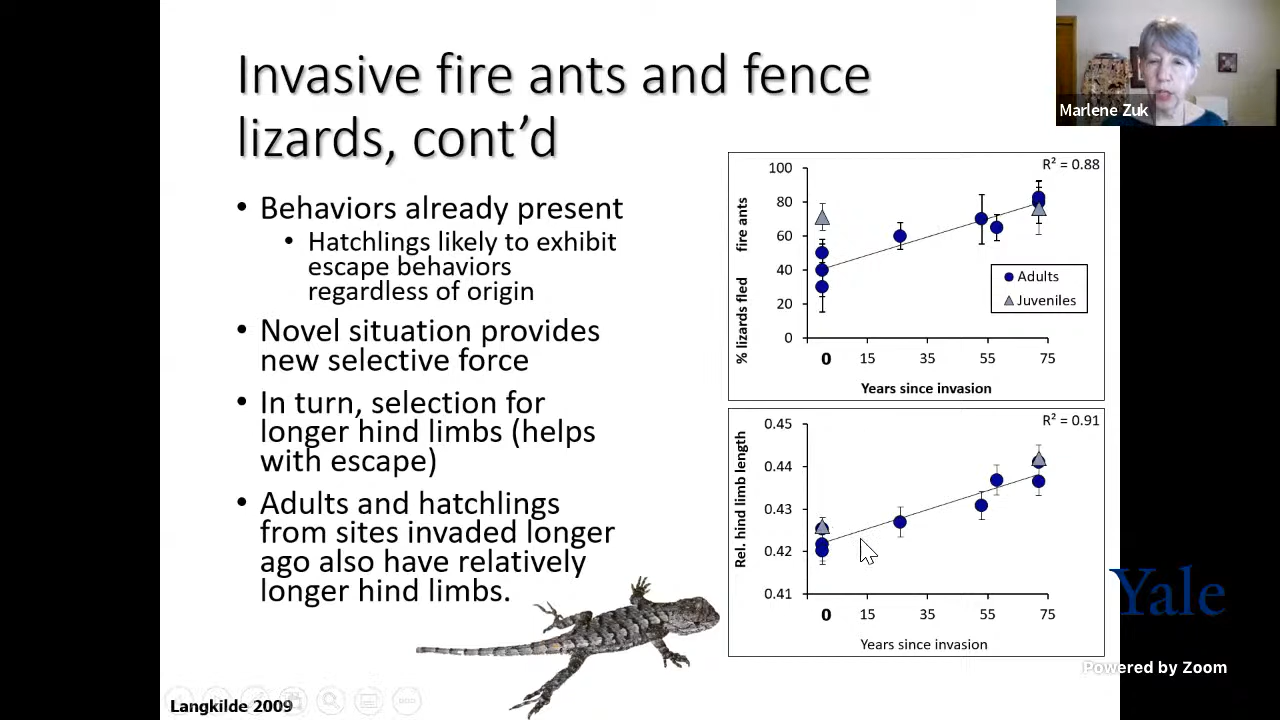 Invasive fire ants and fence
lizards, cont’d
• Behaviors already present
• Hatchlings likely to exhibit
escape behaviors
regardless of origin
• Novel situation provides
new selective force
• In turn, selection for
longer hind limbs (helps
with escape)
• Adults and hatchlings
from sites invaded longer
ago also have relatively
longer hind limbs.
Langkilde 2009
Marlene Zuk
R² = 0.88
% lizards fled fire ants
100
80
60
40
20
0
Adults
Juveniles
0 15 35 55 75
Years since invasion
R² = 0.91
Rel. hind limb length
0.45
0.44
0.43
0.42
0.41
0 15 35 55 75
Years since invasion
Yale
Powered by Zoom